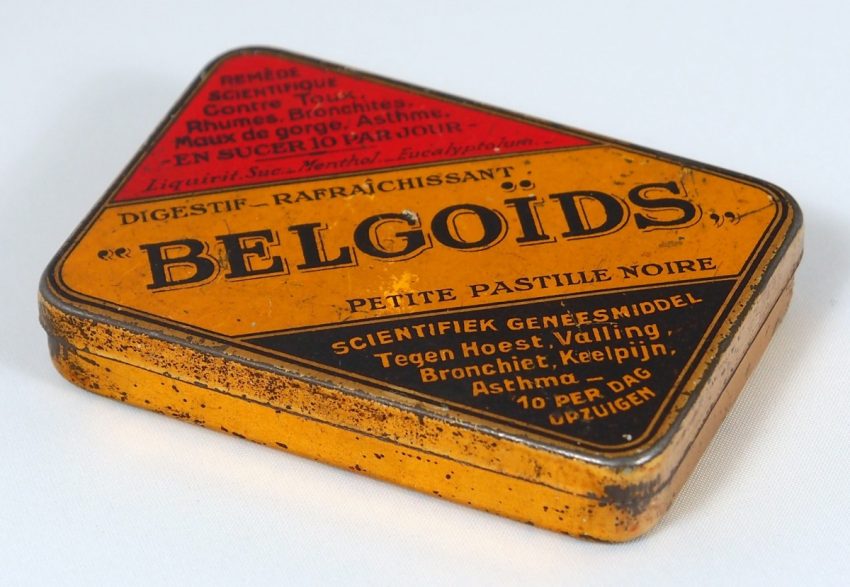 REMÈDE
SCIENTIFIQUE
Contre Toux,
Rhumes, Bronchites,
Maux de gorge, Asthme,
- EN SUCER 10 PAR JOUR -
Liquirit. Suc. - Menthol - Eucalyptolum. -
DIGESTIF - RAFRAÎCHISSANT
“BELGOÏDS„
PETITE PASTILLE NOIRE
SCIENTIFIEK GENEESMIDDEL
Tegen Hoest, Valling,
Bronchiet, Keelpijn,
Asthma -
10 PER DAG
OPZUIGEN